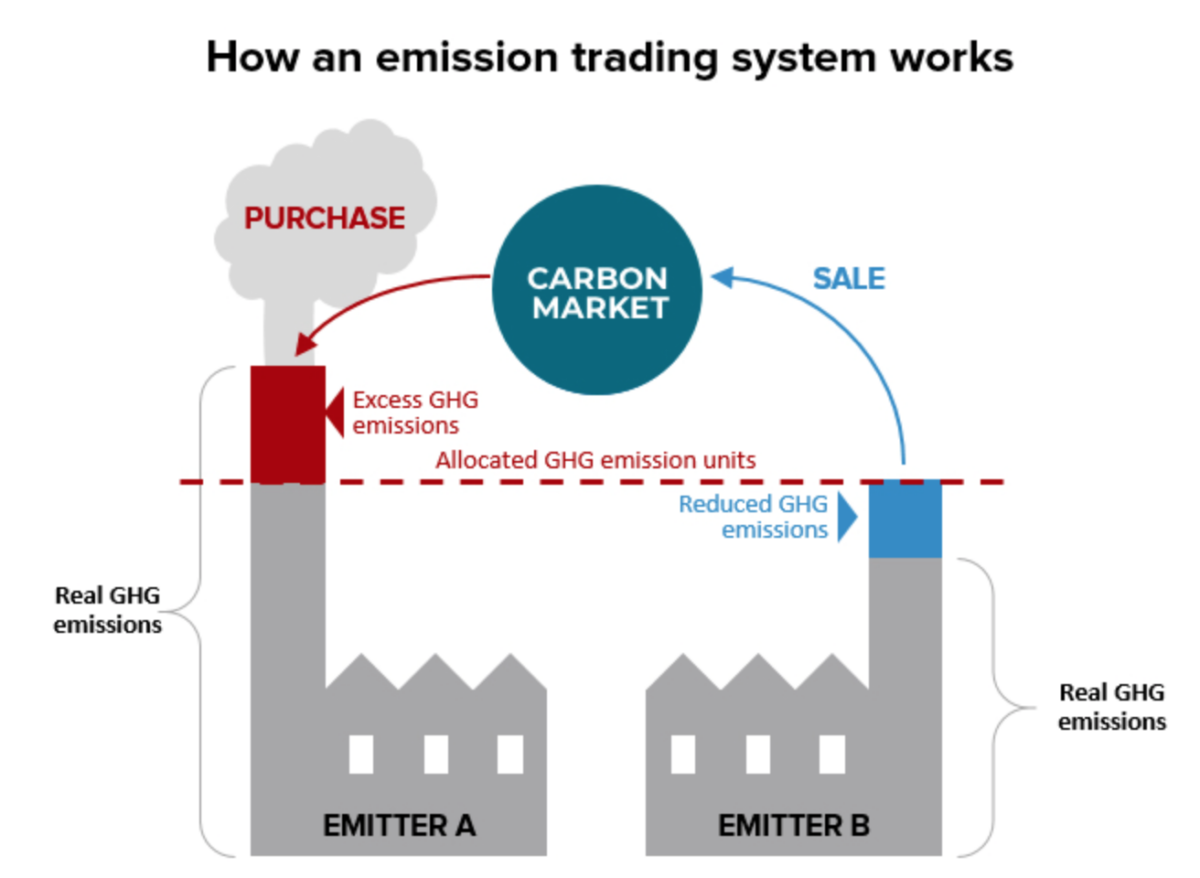 How an emission trading system works
PURCHASE
CARBON
MARKET
SALE
Excess GHG
emissions
Allocated GHG emission units
Reduced GHG
emissions
Real GHG
emissions
Real GHG
emissions
EMITTER A
EMITTER B